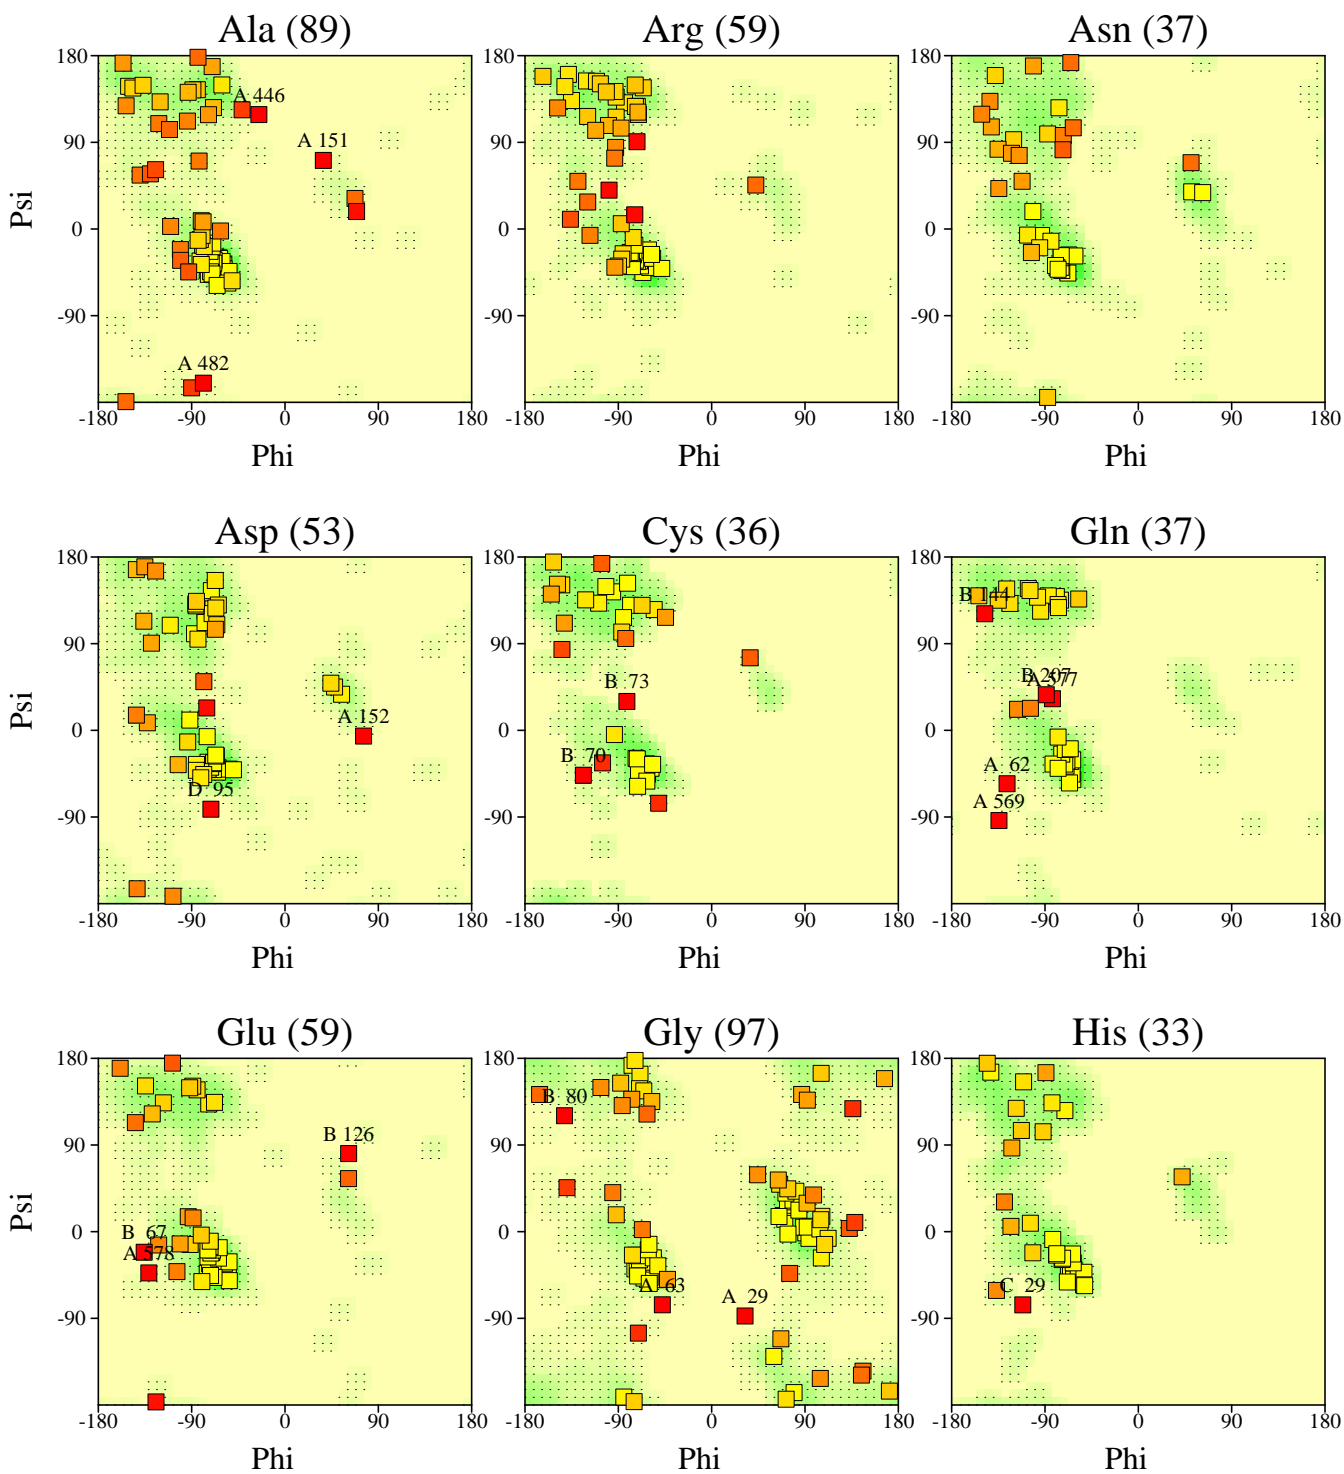 Ala (89)
Arg (59)
Asn (37)
180
90
0
-90
Psi
A 446
A 151
A 482
-180
-90
0
90
180
Phi
180
90
0
-90
-180
-90
0
90
180
Phi
180
90
0
-90
-180
-90
0
90
180
Phi
Asp (53)
Cys (36)
Gln (37)
180
90
0
-90
Psi
A 152
D 95
-180
-90
0
90
180
Phi
180
90
0
-90
B 73
B 70
-180
-90
0
90
180
Phi
180
90
0
-90
B 144
B 207
A 577
A 62
A 569
-180
-90
0
90
180
Phi
Glu (59)
Gly (97)
His (33)
180
90
0
-90
Psi
B 126
B 67
A 578
-180
-90
0
90
180
Phi
180
90
0
-90
B 80
A 63
A 29
-180
-90
0
90
180
Phi
180
90
0
-90
C 29
-180
-90
0
90
180
Phi